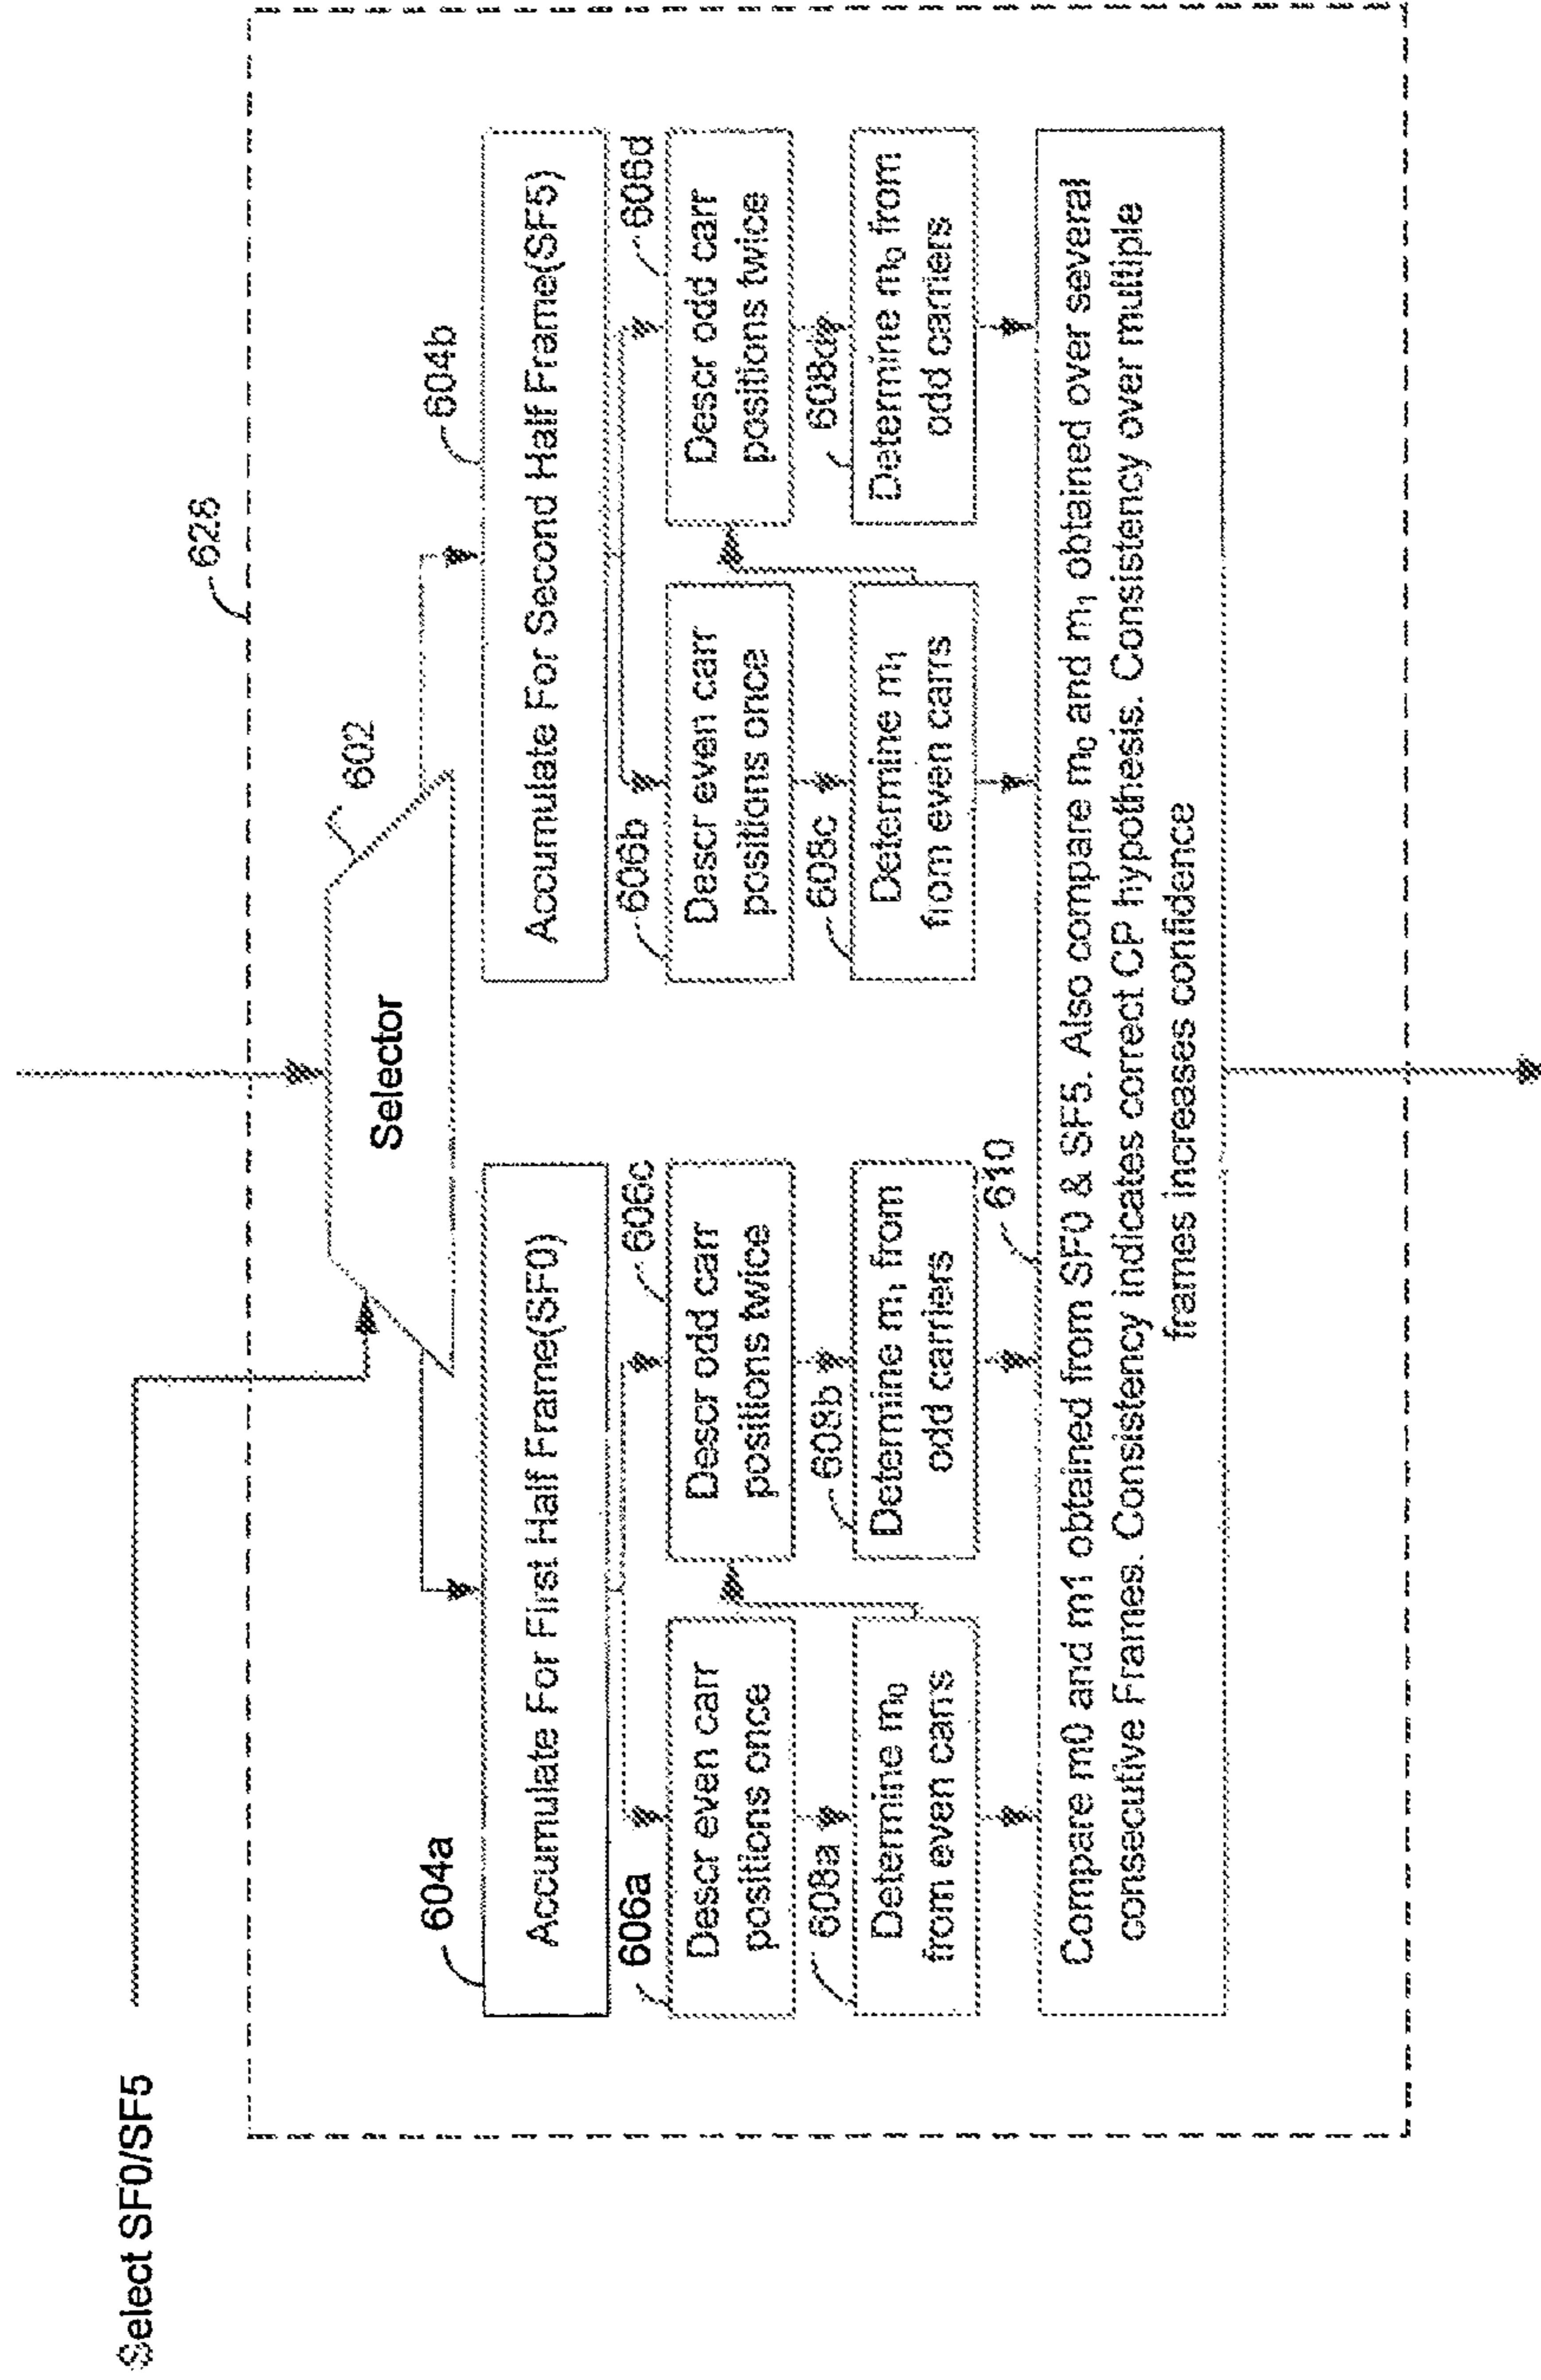 Select SF0/SF5
628
602
Selector
604a
Accumulate For First Half Frame(SF0)
604b
Accumulate For Second Half Frame(SF5)
606a
Descr even carr
positions once
606c
Descr odd carr
positions twice
606b
Descr even carr
positions once
606d
Descr odd carr
positions twice
608a
Determine m₀
from even carrs
608b
Determine m₁ from
odd carriers
608c
Determine m₁
from even carrs
608d
Determine m₀ from
odd carriers
610
Compare m0 and m1 obtained from SF0 & SF5. Also compare m₀ and m₁ obtained over several
consecutive Frames. Consistency indicates correct CP hypothesis. Consistency over multiple
frames increases confidence